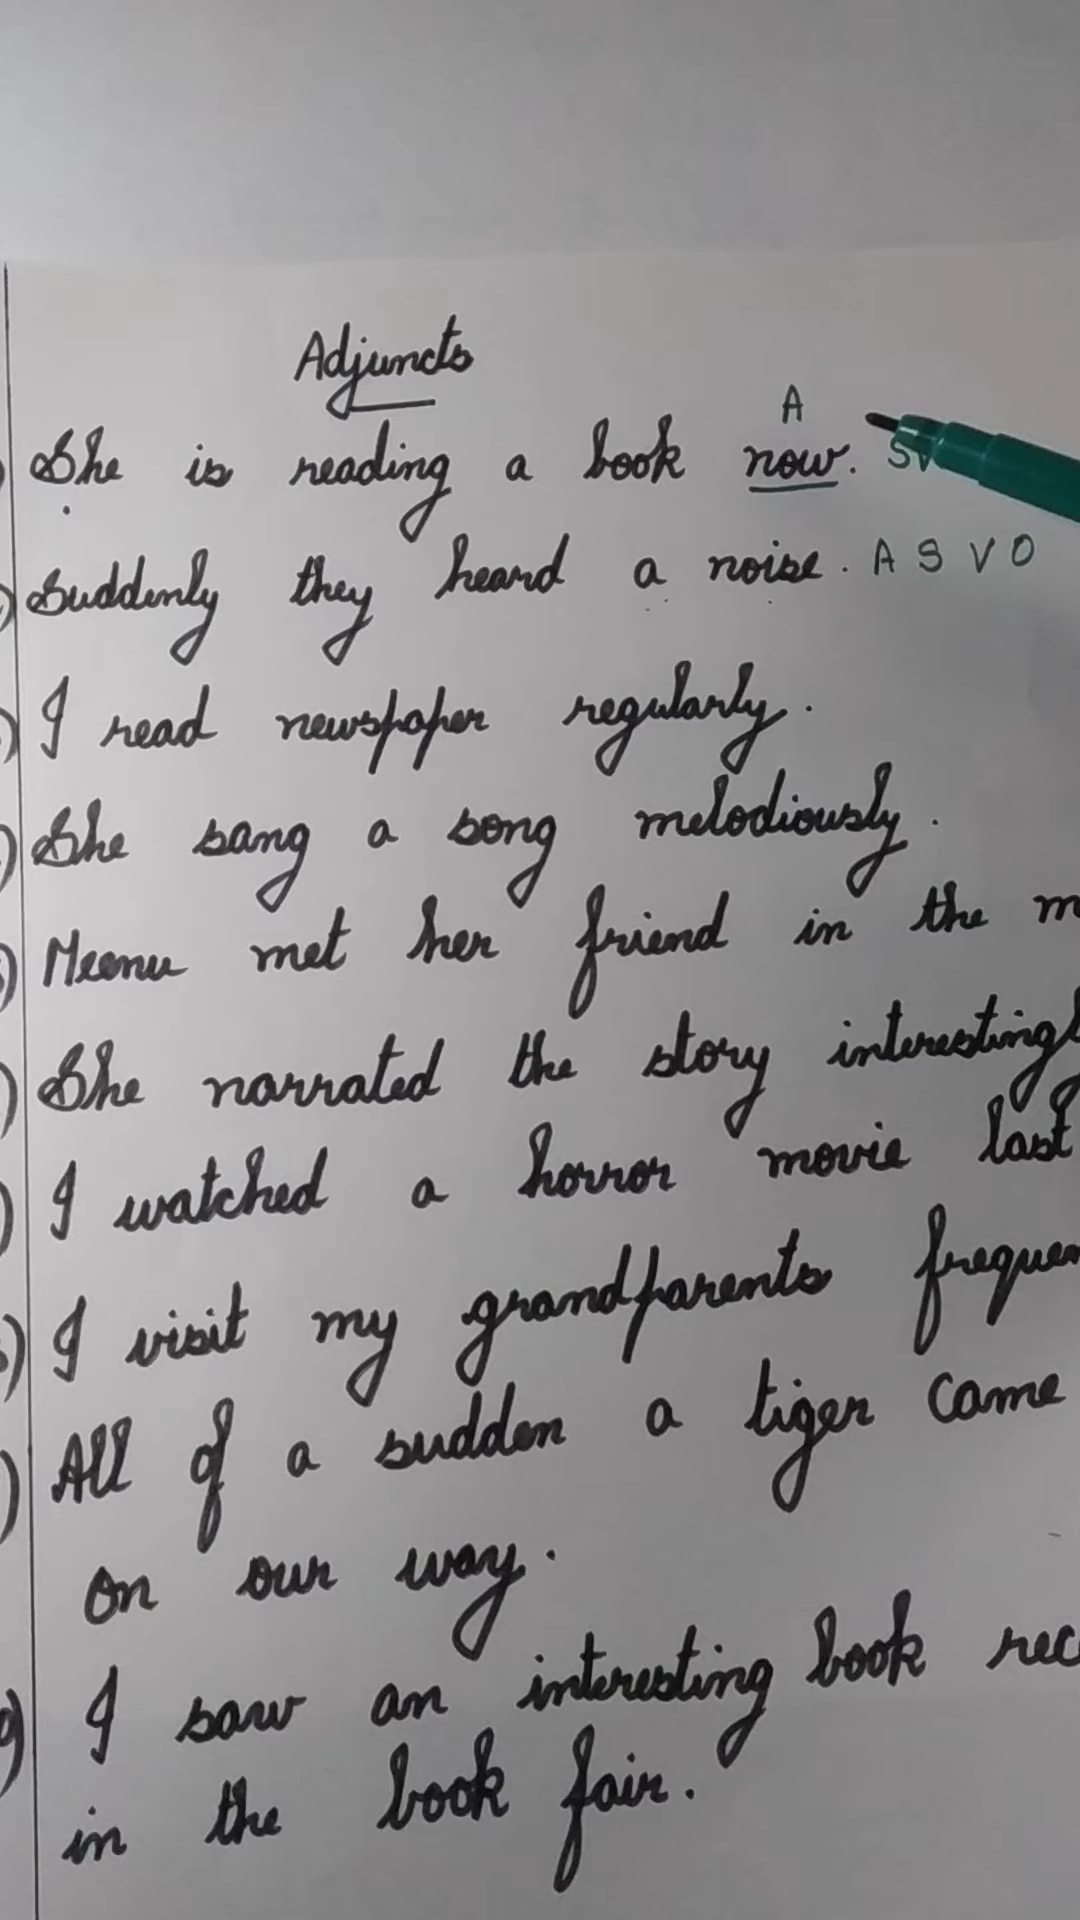 Adjuncts
A
She is reading a book now. SV
Suddenly they heard a noise. A S V O
I read newspaper regularly.
She sang a song melodiously.
Meenu met her friend in the
She narrated the story
I watched a horror movie last
I visit my grandparents
All of a sudden a tiger came
on our way.
I saw an interesting book
in the book fair.